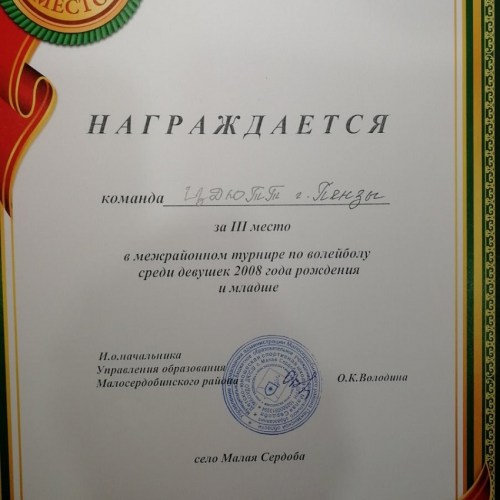 МЕСТО
НАГРАЖДАЕТСЯ
команда ЦДЮТТ г. Пензы
за III место
в межрайонном турнире по волейболу
среди девушек 2008 года рождения
и младше
И.о.начальника
Управления образования
Малосердобинского района О.К.Володина
село Малая Сердоба